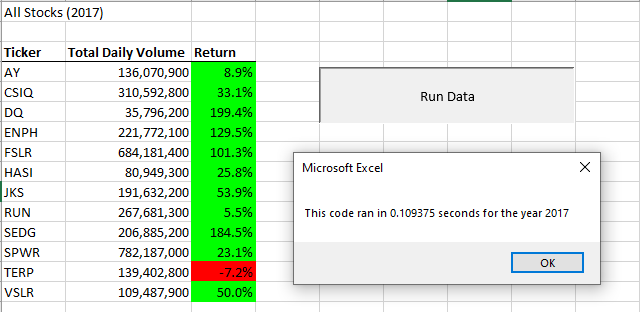 All Stocks (2017)
Ticker Total Daily Volume Return
AY 136,070,900 8.9%
CSIQ 310,592,800 33.1%
DQ 35,796,200 199.4%
ENPH 221,772,100 129.5%
FSLR 684,181,400 101.3%
HASI 80,949,300 25.8%
JKS 191,632,200 53.9%
RUN 267,681,300 5.5%
SEDG 206,885,200 184.5%
SPWR 782,187,000 23.1%
TERP 139,402,800 -7.2%
VSLR 109,487,900 50.0%
Run Data
Microsoft Excel
This code ran in 0.109375 seconds for the year 2017
OK